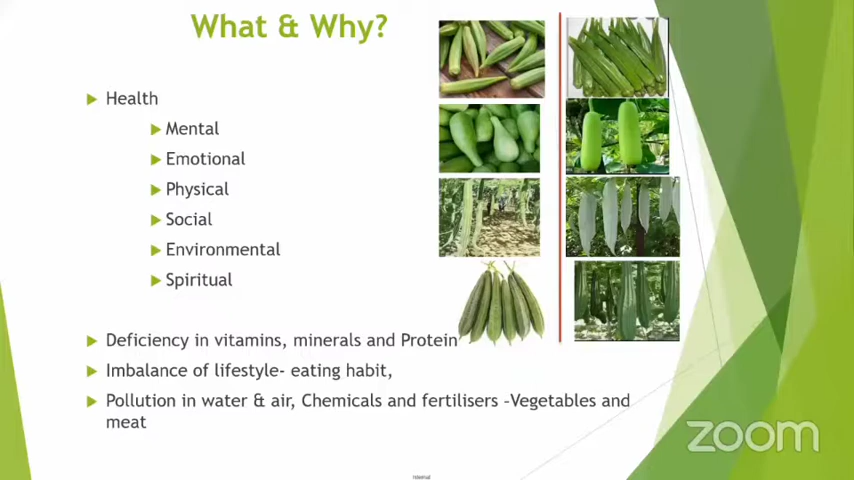 What & Why?
Health
Mental
Emotional
Physical
Social
Environmental
Spiritual
Deficiency in vitamins, minerals and Protein
Imbalance of lifestyle- eating habit,
Pollution in water & air, Chemicals and fertilisers -Vegetables and
meat
zoom
Internal